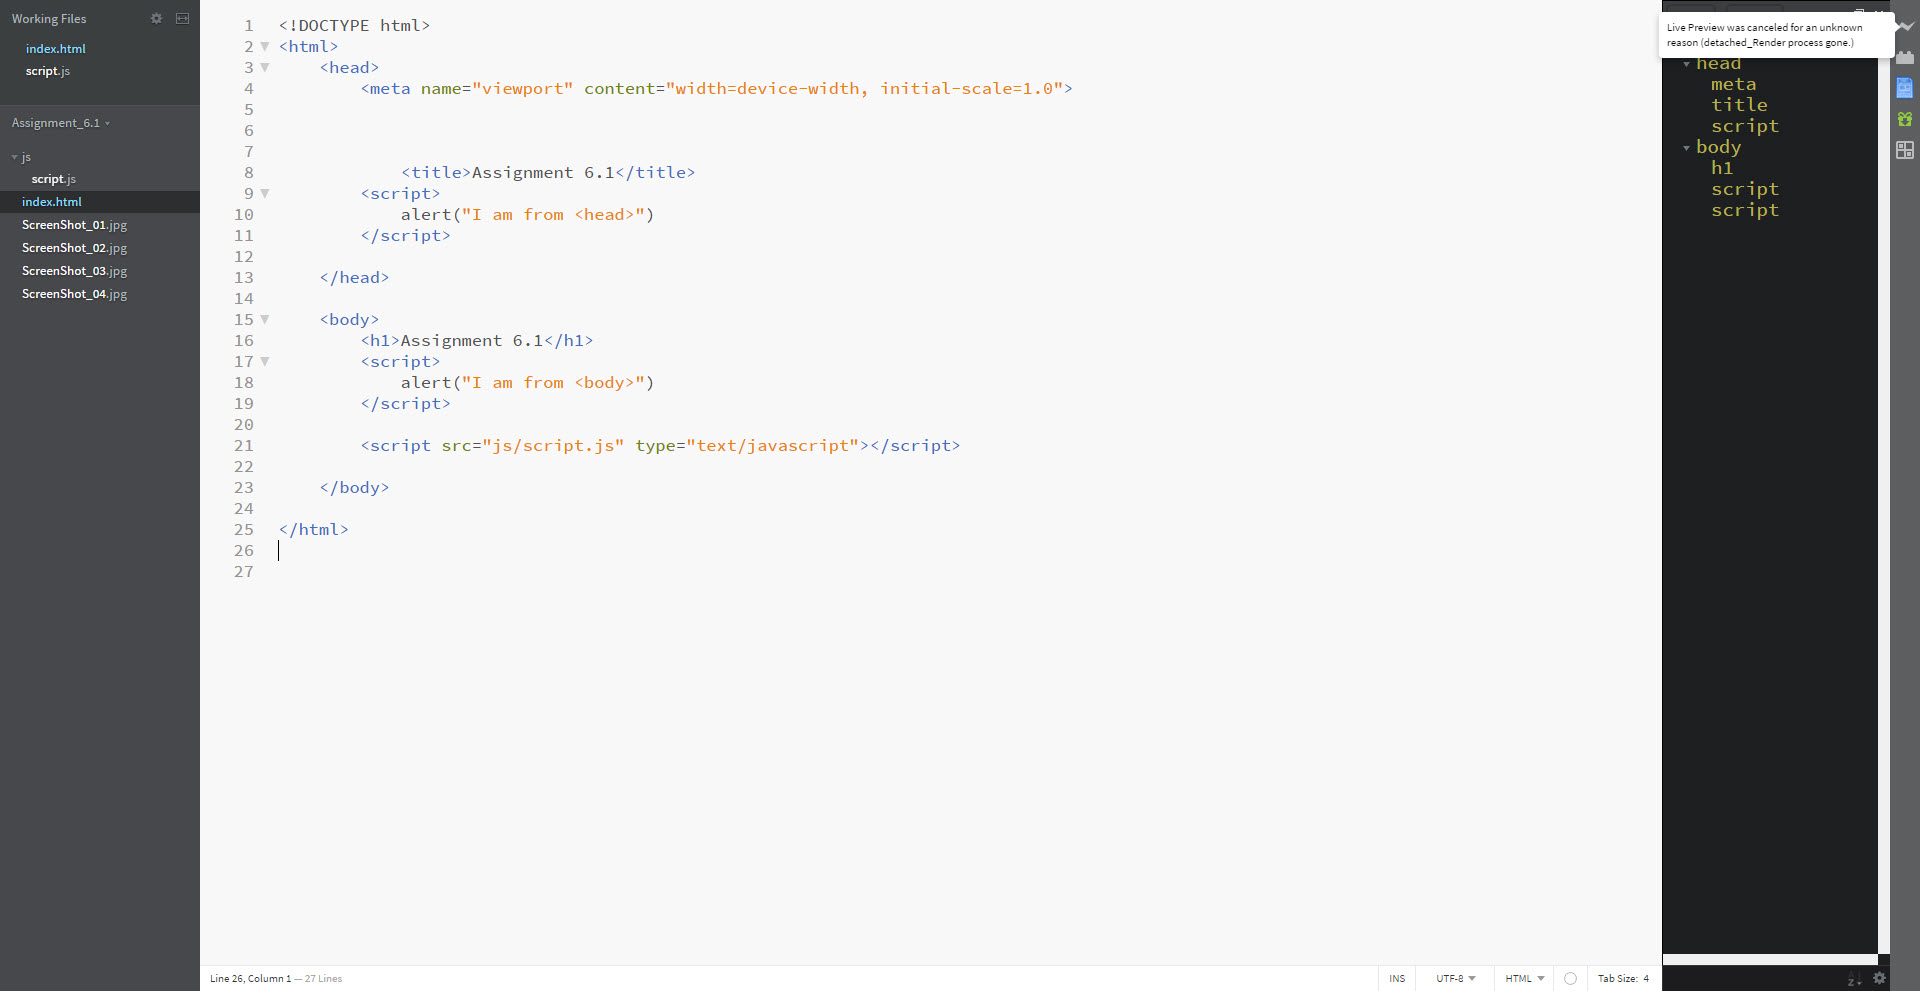 Working Files
index.html
script.js
Assignment_6.1
js
script.js
index.html
ScreenShot_01.jpg
ScreenShot_02.jpg
ScreenShot_03.jpg
ScreenShot_04.jpg
1 <!DOCTYPE html>
2 <html>
3 <head>
4 <meta name="viewport" content="width=device-width, initial-scale=1.0">
5
6
7
8 <title>Assignment 6.1</title>
9 <script>
10 alert("I am from <head>")
11 </script>
12
13 </head>
14
15 <body>
16 <h1>Assignment 6.1</h1>
17 <script>
18 alert("I am from <body>")
19 </script>
20
21 <script src="js/script.js" type="text/javascript"></script>
22
23 </body>
24
25 </html>
26
27
Live Preview was canceled for an unknown
reason (detached_Render process gone.)
head
meta
title
script
body
h1
script
script
Line 26, Column 1 — 27 Lines
INS
UTF-8
HTML
Tab Size: 4